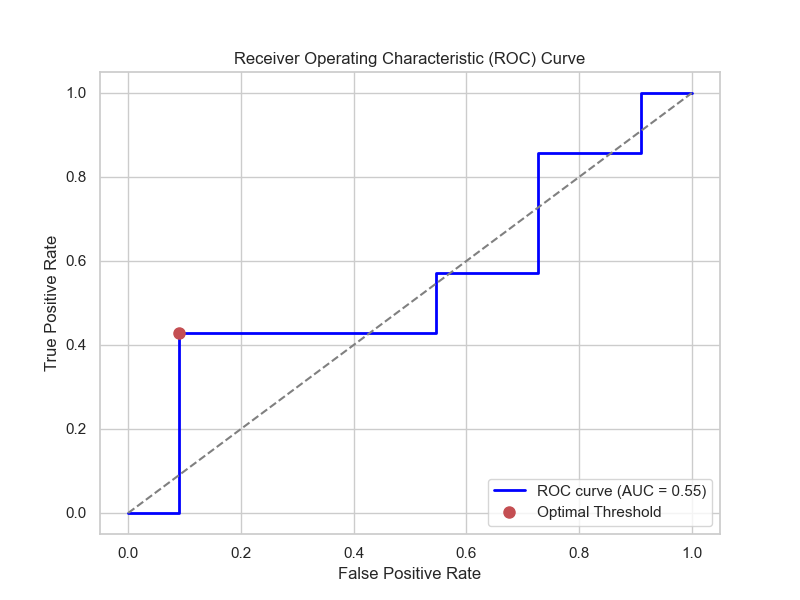 Receiver Operating Characteristic (ROC) Curve
True Positive Rate
1.0
0.8
0.6
0.4
0.2
0.0
ROC curve (AUC = 0.55)
Optimal Threshold
0.0 0.2 0.4 0.6 0.8 1.0
False Positive Rate